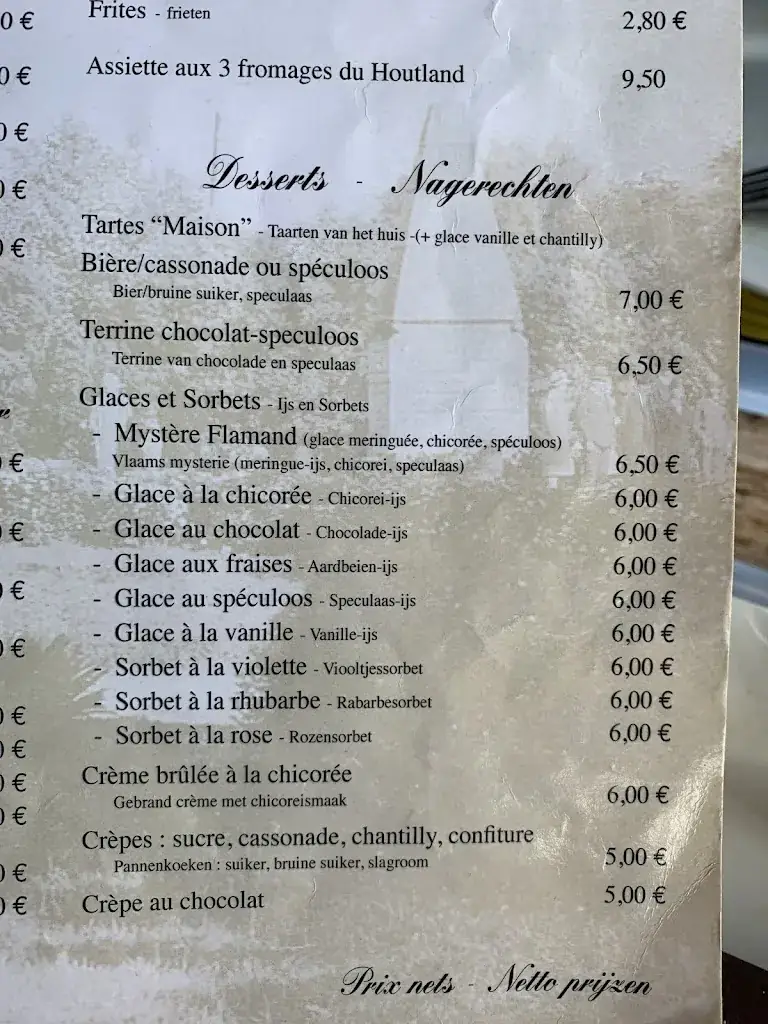 Frites - frieten 2,80 €
Assiette aux 3 fromages du Houtland 9,50
Desserts - Nagerechten
Tartes “Maison” - Taarten van het huis -(+ glace vanille et chantilly)
Bière/cassonade ou spéculoos
Bier/bruine suiker, speculaas 7,00 €
Terrine chocolat-speculoos
Terrine van chocolade en speculaas 6,50 €
Glaces et Sorbets - Ijs en Sorbets
- Mystère Flamand (glace meringuée, chicorée, spéculoos)
Vlaams mysterie (meringue-ijs, chicorei, speculaas) 6,50 €
- Glace à la chicorée - Chicorei-ijs 6,00 €
- Glace au chocolat - Chocolade-ijs 6,00 €
- Glace aux fraises - Aardbeien-ijs 6,00 €
- Glace au spéculoos - Speculaas-ijs 6,00 €
- Glace à la vanille - Vanille-ijs 6,00 €
- Sorbet à la violette - Viooltjessorbet 6,00 €
- Sorbet à la rhubarbe - Rabarbesorbet 6,00 €
- Sorbet à la rose - Rozensorbet 6,00 €
Crème brûlée à la chicorée
Gebrand crème met chicoreismaak 6,00 €
Crèpes : sucre, cassonade, chantilly, confiture
Pannenkoeken : suiker, bruine suiker, slagroom 5,00 €
Crèpe au chocolat 5,00 €
Prix nets - Netto prijzen